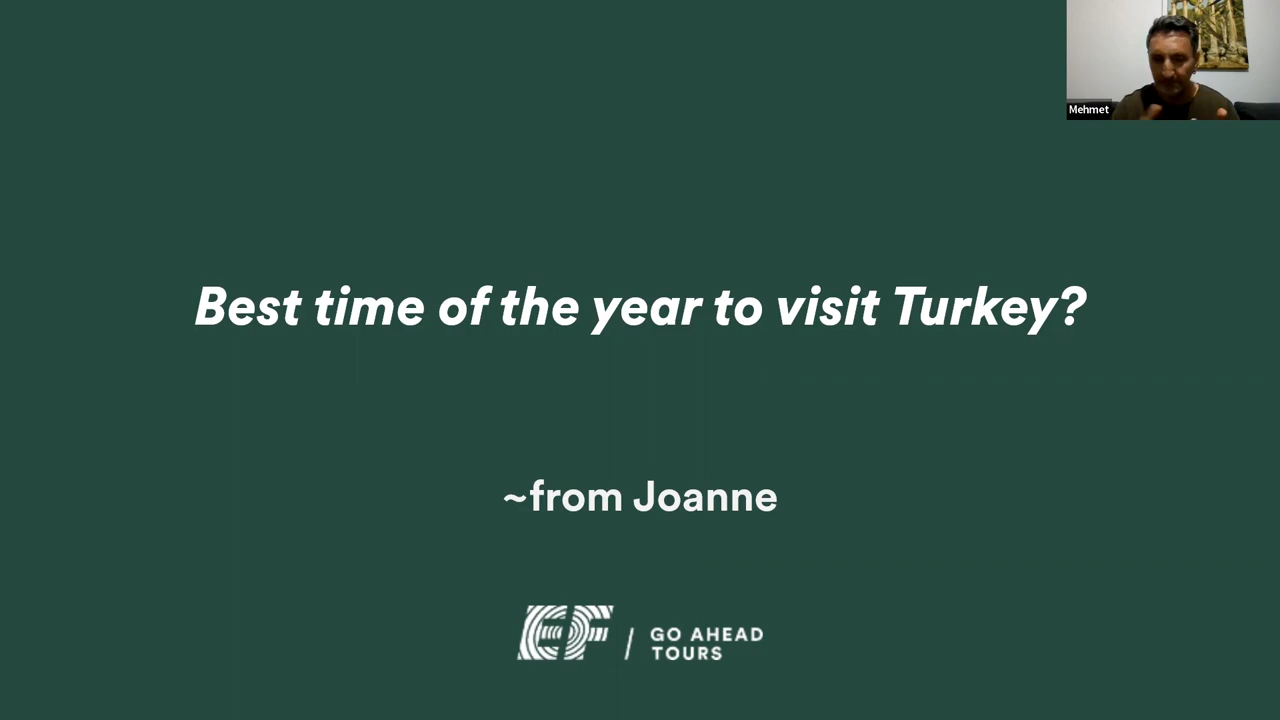 Mehmet
Best time of the year to visit Turkey?
~from Joanne
EF / GO AHEAD
TOURS